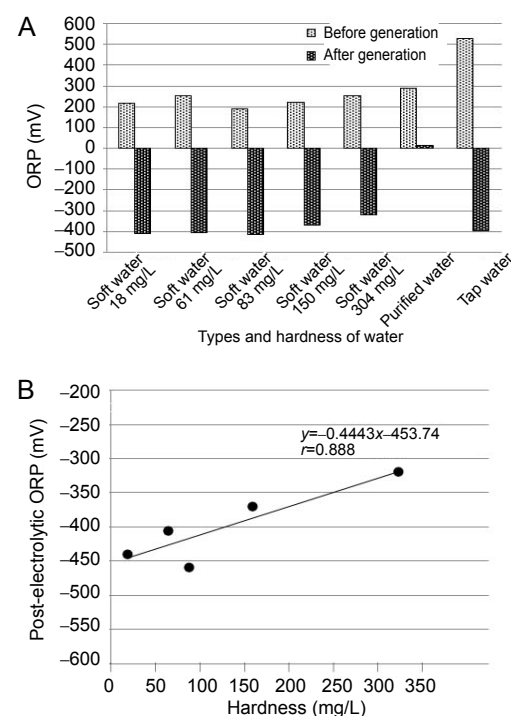 A
600
500
400
300
200
100
0
−100
−200
−300
−400
−500
ORP (mV)
Before generation
After generation
Soft water
18 mg/L
Soft water
61 mg/L
Soft water
83 mg/L
Soft water
150 mg/L
Soft water
304 mg/L
Purified water
Tap water
Types and hardness of water
B
−200
−250
−300
−350
−400
−450
−500
−550
−600
Post-electrolytic ORP (mV)
y=−0.4443x−453.74
r=0.888
0 50 100 150 200 250 300 350
Hardness (mg/L)